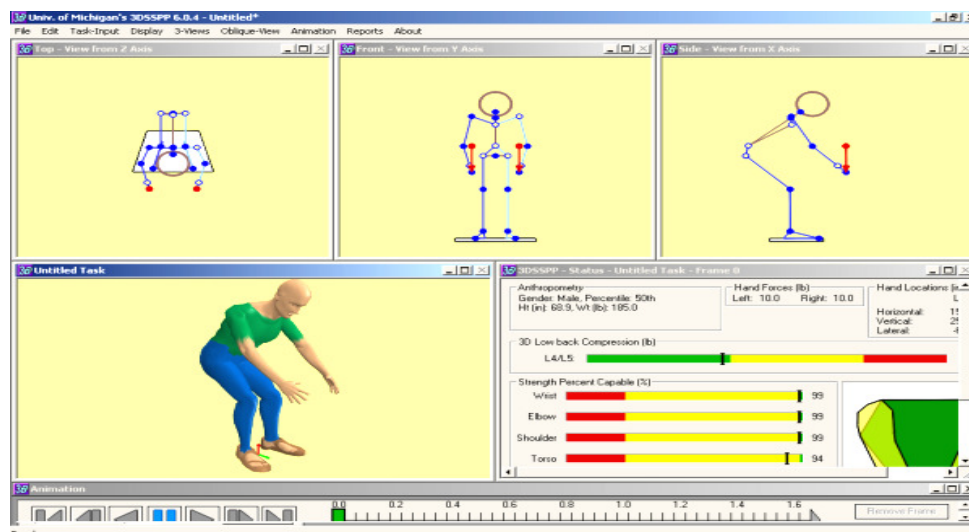 Univ. of Michigan's 3DSSPP 6.0.4 - Untitled*
File Edit Task-Input Display 3-Views Oblique-View Animation Reports About
Top - View from Z Axis
Front - View from Y Axis
Side - View from X Axis
Untitled Task
3DSSPP - Status - Untitled Task - Frame 0
Anthropometry
Gender: Male, Percentile: 50th
Ht (in): 68.9, Wt (lb): 185.0
Hand Forces (lb)
Left: 10.0 Right: 10.0
Hand Locations
L
Horizontal: 15
Vertical: 25
Lateral:
3D Low back Compression (lb)
L4/L5:
Strength Percent Capable (%)
Wrist 99
Elbow 99
Shoulder 99
Torso 94
Animation
0.0 0.2 0.4 0.6 0.8 1.0 1.2 1.4 1.6
Remove Frame